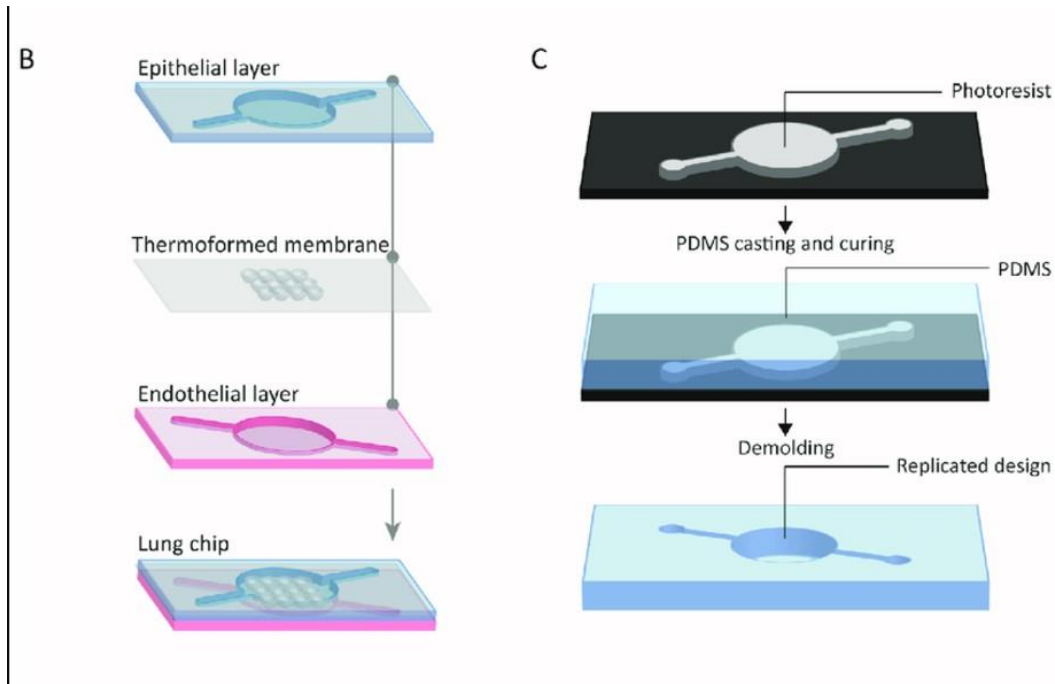 B
Epithelial layer
Thermoformed membrane
Endothelial layer
Lung chip
C
Photoresist
PDMS casting and curing
PDMS
Demolding
Replicated design